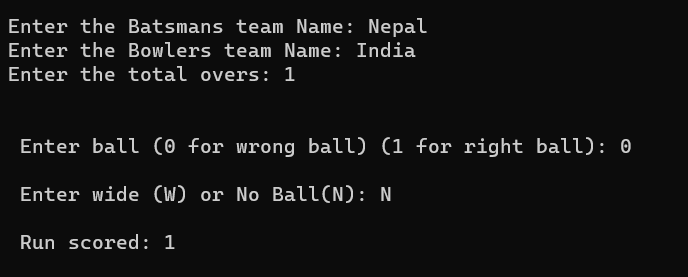 Enter the Batsmans team Name: Nepal
Enter the Bowlers team Name: India
Enter the total overs: 1
Enter ball (0 for wrong ball) (1 for right ball): 0
Enter wide (W) or No Ball(N): N
Run scored: 1